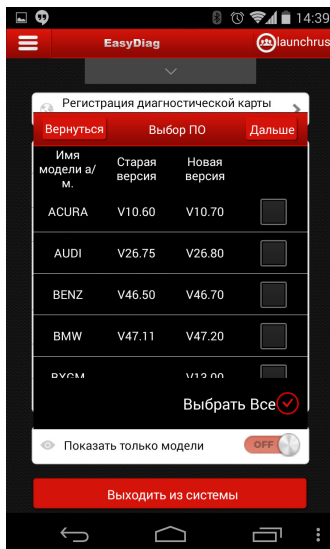 14:39
EasyDiag
launchrus
Регистрация диагностической карты
Вернуться Выбор ПО Дальше
Имя модели а/м. Старая версия Новая версия
ACURA V10.60 V10.70
AUDI V26.75 V26.80
BENZ V46.50 V46.70
BMW V47.11 V47.20
V13.00
Выбрать Все
Показать только модели OFF
Выходить из системы